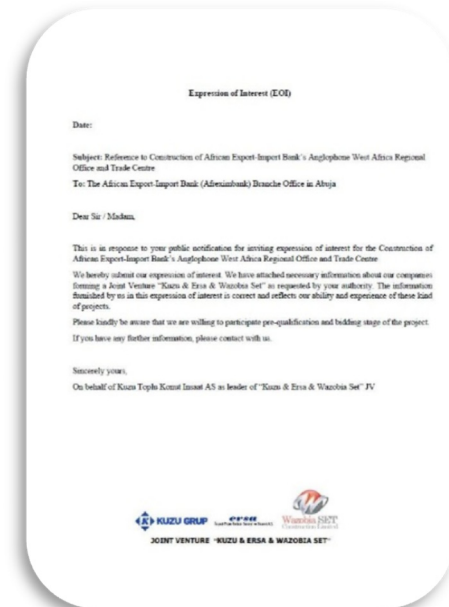 Expression of Interest (EOI)
Date:
Subject: Reference to Construction of African Export-Import Bank's Anglophone West Africa Regional
Office and Trade Centre
To: The African Export-Import Bank (Afreximbank) Branche Office in Abuja
Dear Sir / Madam,
This is in response to your public notification for inviting expression of interest for the Construction of
African Export-Import Bank's Anglophone West Africa Regional Office and Trade Centre
We hereby submit our expression of interest. We have attached necessary information about our companies
forming a Joint Venture "Kuzu & Ersa & Wazobia Set" as requested by your authority. The information
furnished by us in this expression of interest is correct and reflects our ability and experience of these kind
of projects.
Please kindly be aware that we are willing to participate pre-qualification and bidding stage of the project.
If you have any further information, please contact with us.
Sincerely yours,
On behalf of Kuzu Toplu Konut Insaat AS as leader of "Kuzu & Ersa & Wazobia Set" JV
KUZU GRUP ersa Wazobia SET
Construction Limited
JOINT VENTURE "KUZU & ERSA & WAZOBIA SET"